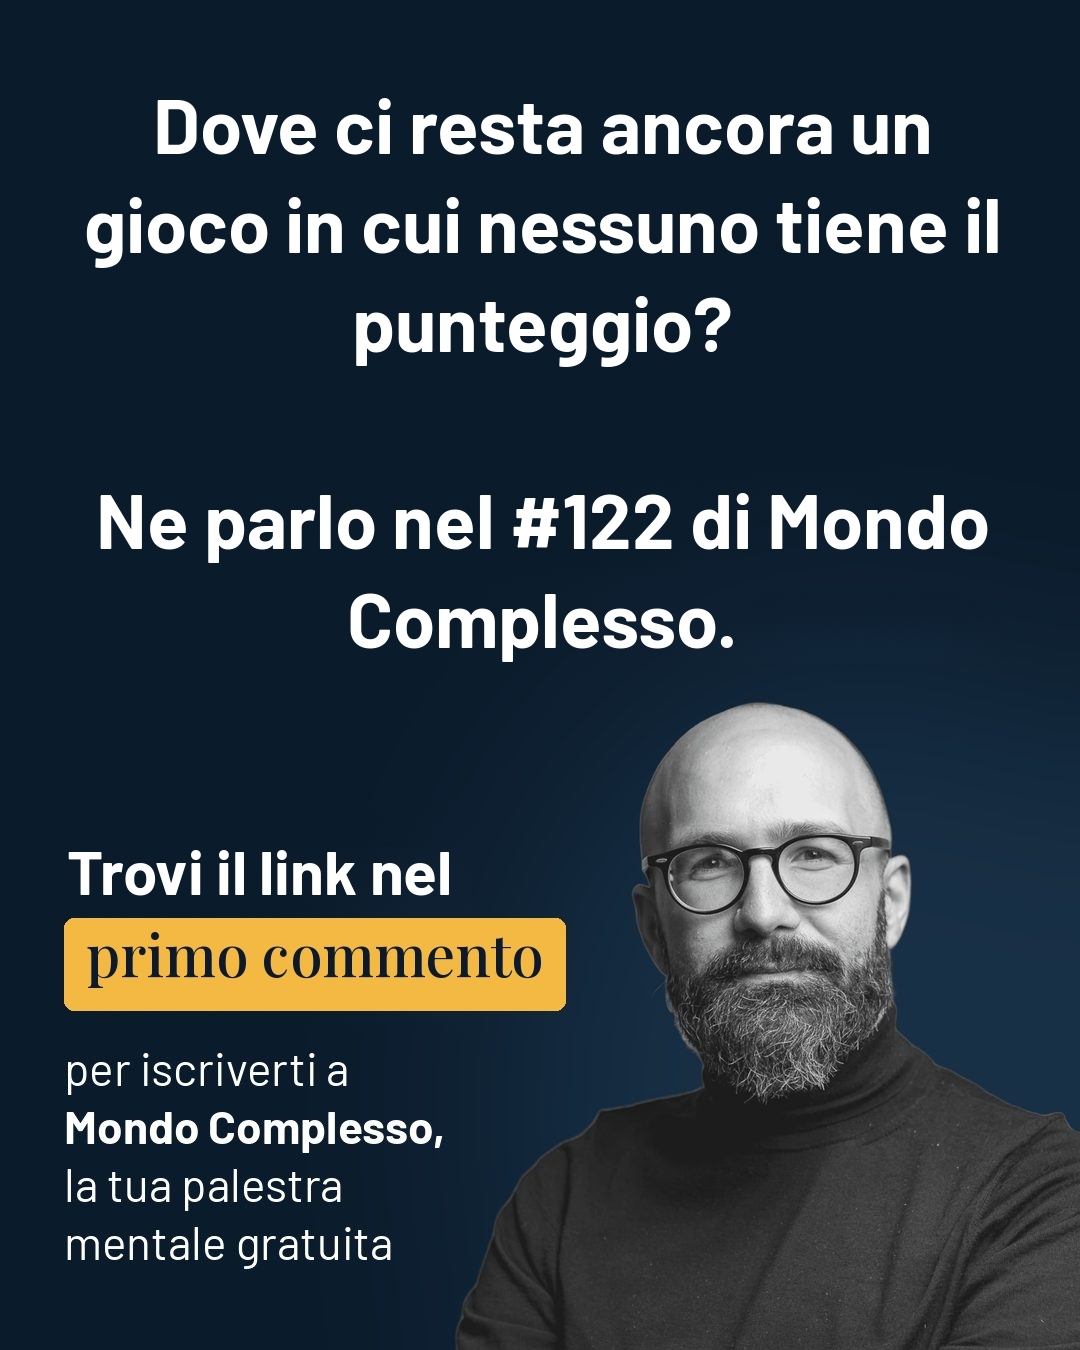 Dove ci resta ancora un
gioco in cui nessuno tiene il
punteggio?
Ne parlo nel #122 di Mondo
Complesso.
Trovi il link nel
primo commento
per iscriverti a
Mondo Complesso,
la tua palestra
mentale gratuita